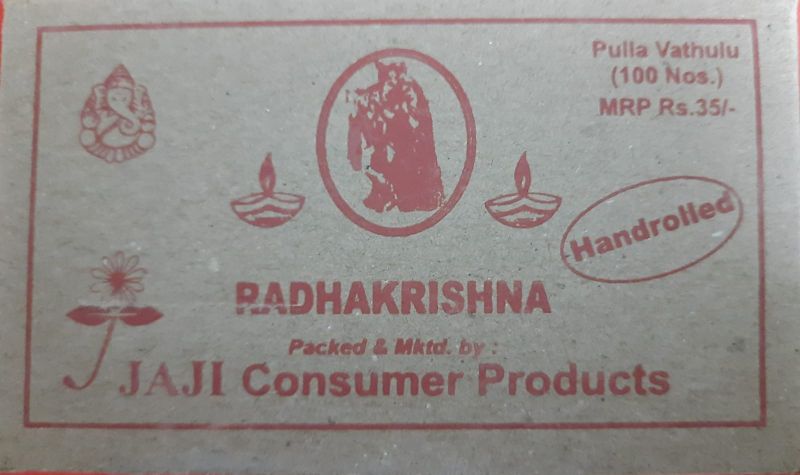 Pulla Vathulu
(100 Nos.)
MRP Rs.35/-
Handrolled
RADHAKRISHNA
Packed & Mktd. by :
JAJI Consumer Products